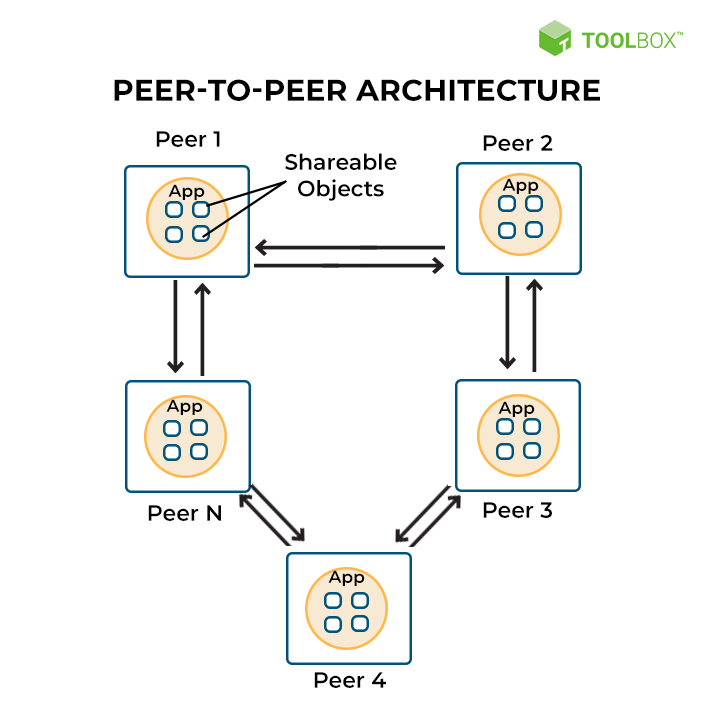 TOOLBOX™
PEER-TO-PEER ARCHITECTURE
Peer 1
Peer 2
Shareable
Objects
App
App
App
App
Peer N
Peer 3
App
Peer 4